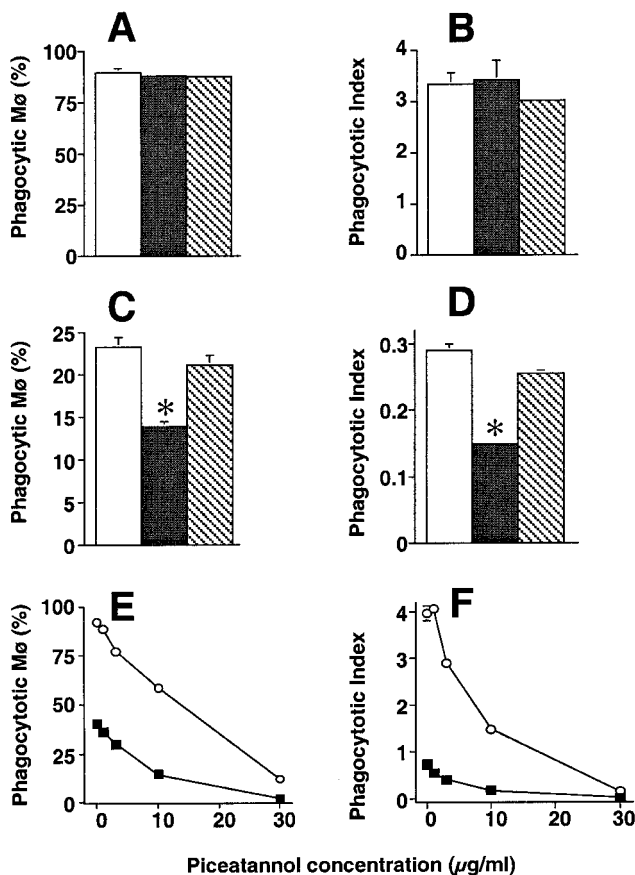 A
Phagocytic Mø (%)
100
75
50
25
0
B
Phagocytotic Index
4
3
2
1
0
C
Phagocytic Mø (%)
25
20
15
10
5
0
*
D
Phagocytotic Index
0.3
0.2
0.1
0
*
E
Phagocytotic Mø (%)
100
75
50
25
0
0 10 20 30
F
Phagocytotic Index
4
3
2
1
0
0 10 20 30
Piceatannol concentration (µg/ml)